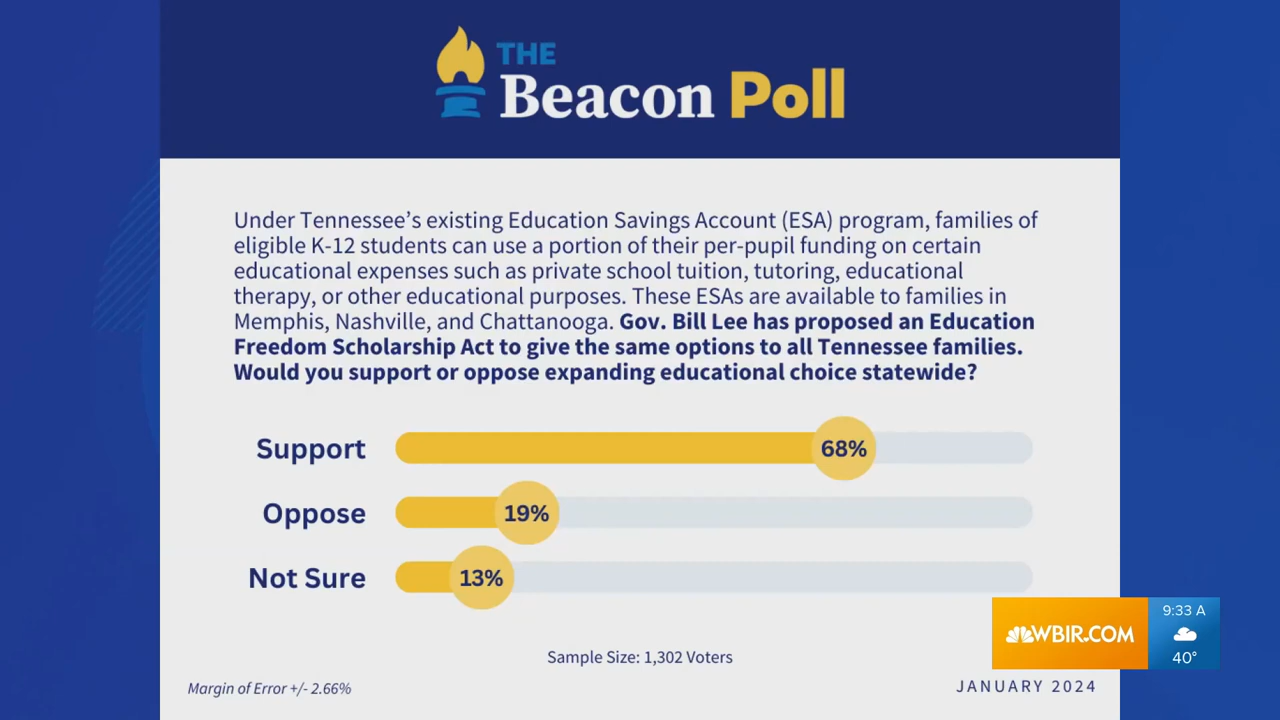 THE
Beacon Poll
Under Tennessee’s existing Education Savings Account (ESA) program, families of
eligible K-12 students can use a portion of their per-pupil funding on certain
educational expenses such as private school tuition, tutoring, educational
therapy, or other educational purposes. These ESAs are available to families in
Memphis, Nashville, and Chattanooga. Gov. Bill Lee has proposed an Education
Freedom Scholarship Act to give the same options to all Tennessee families.
Would you support or oppose expanding educational choice statewide?
Support 68%
Oppose 19%
Not Sure 13%
Sample Size: 1,302 Voters
Margin of Error +/- 2.66%
JANUARY 2024
WBIR.COM
9:33 A
40°